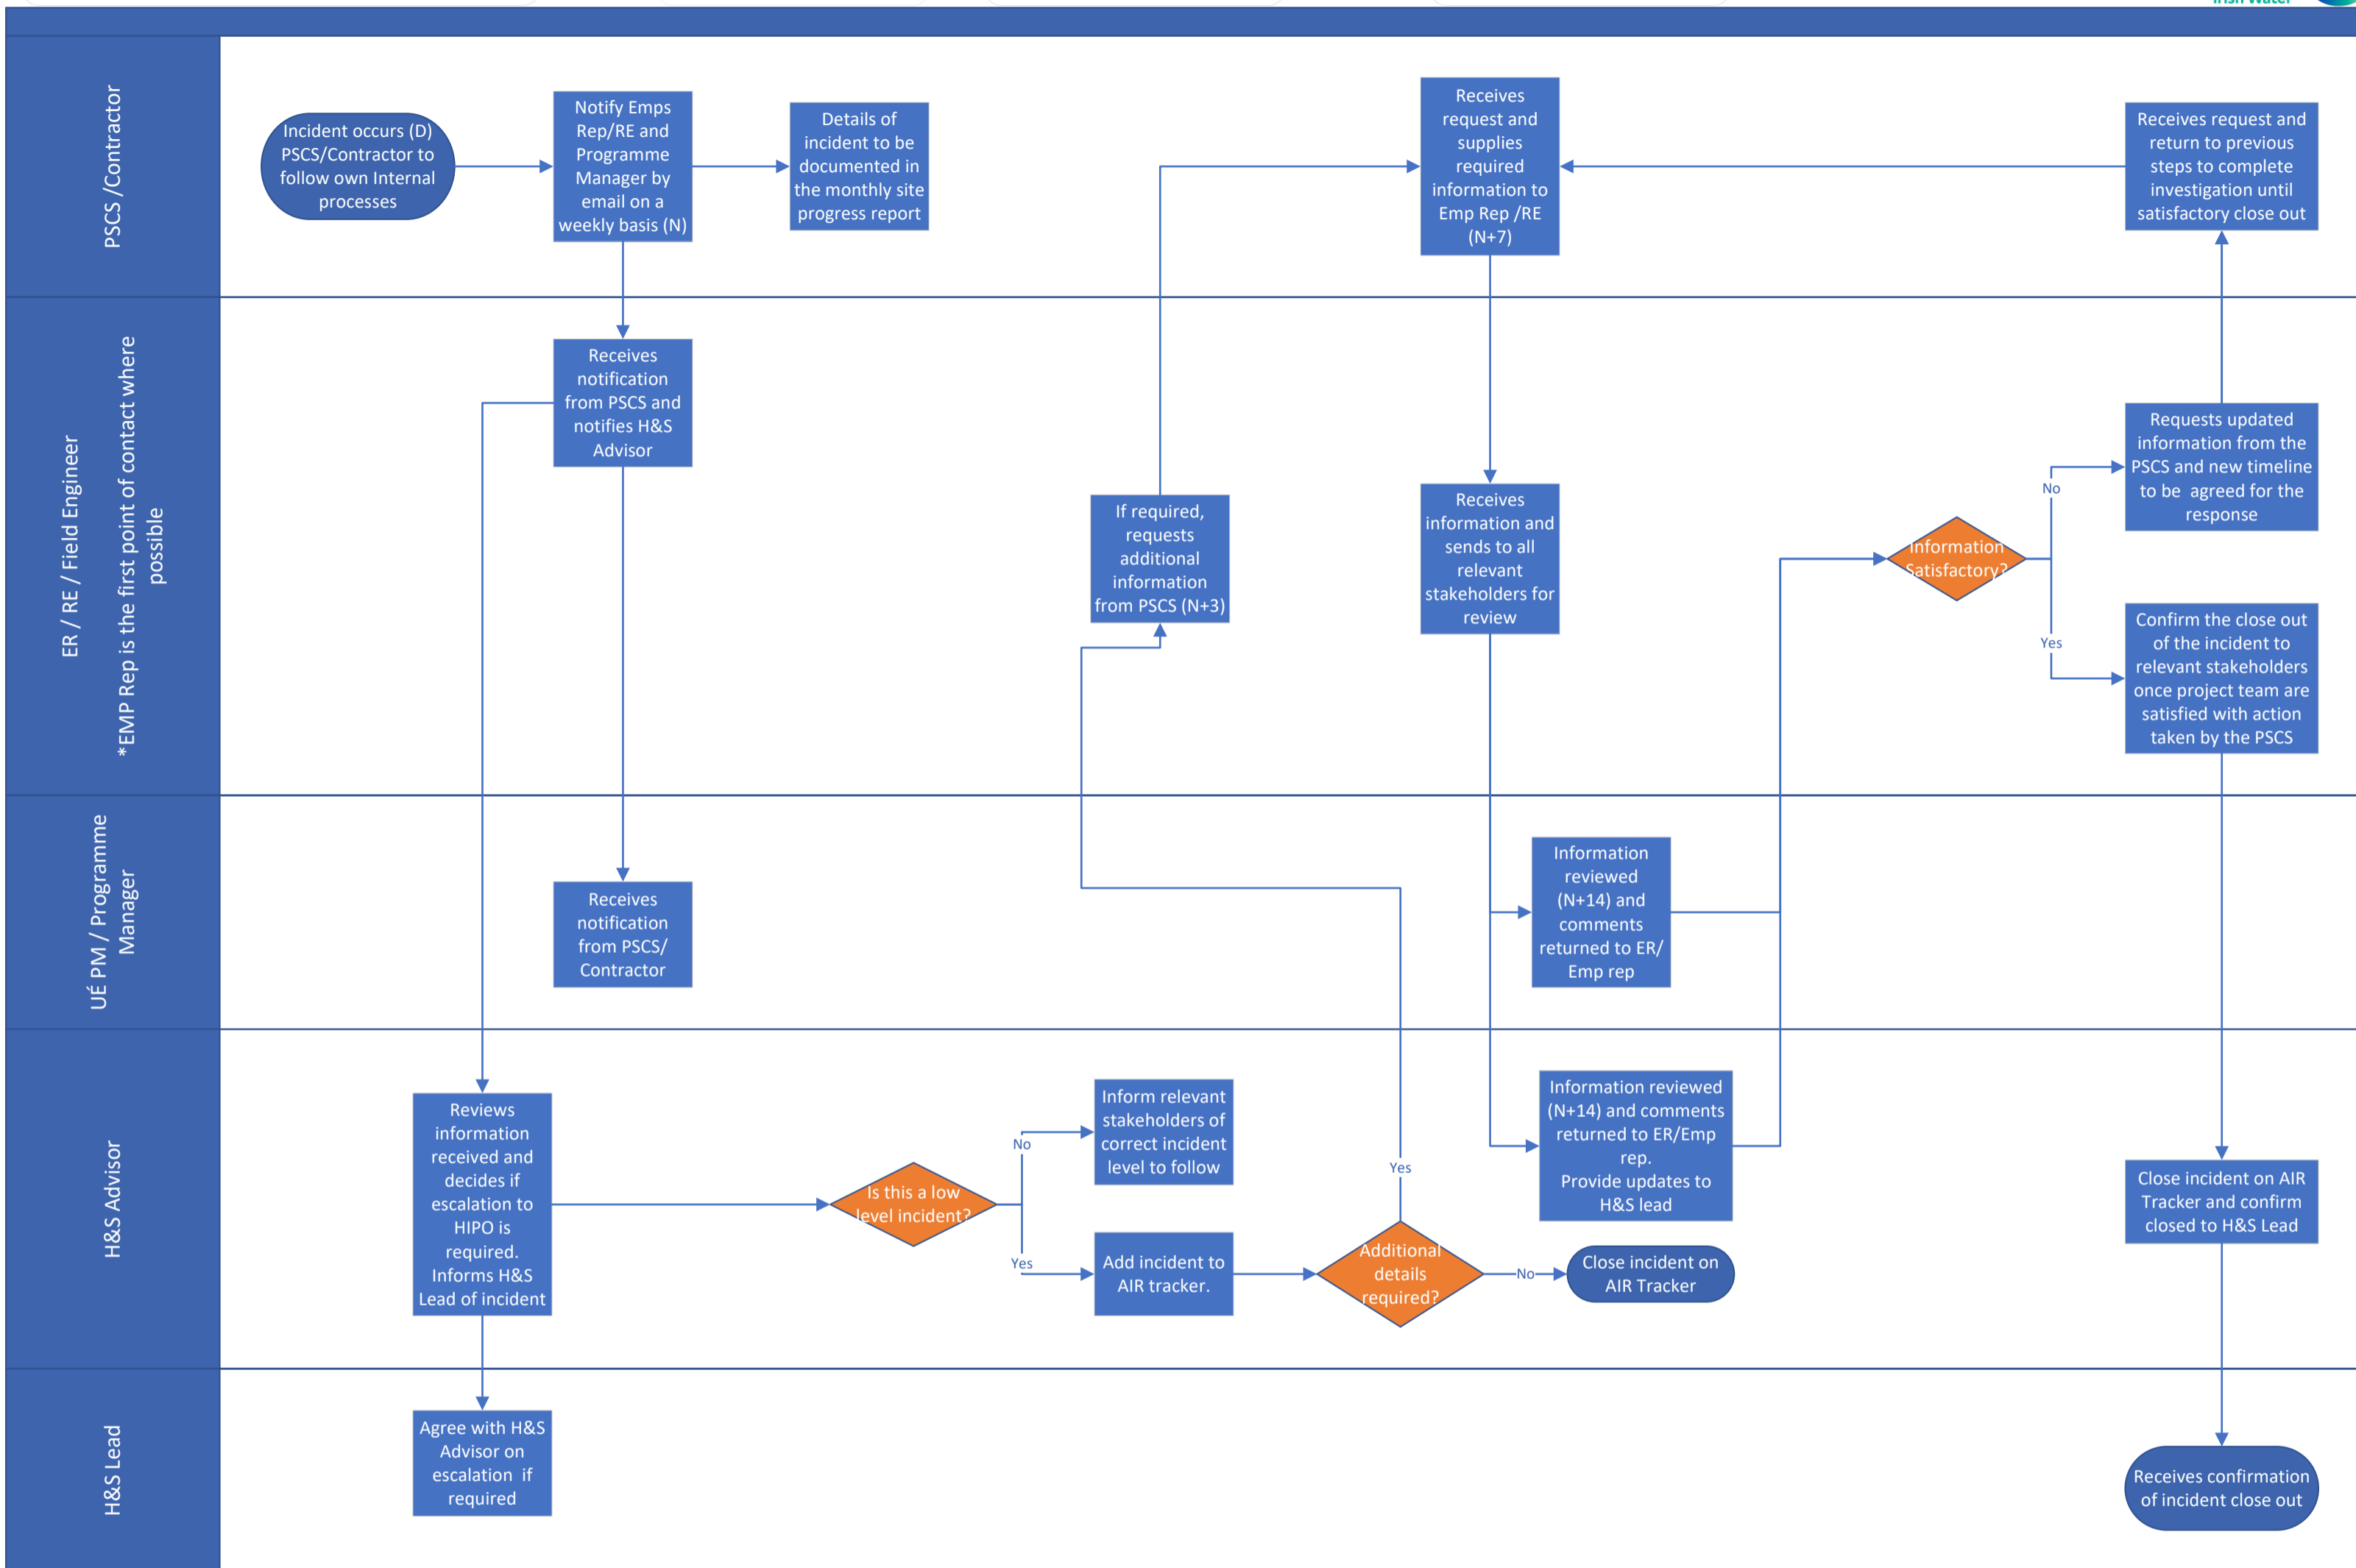 Irish Water
PSCS /Contractor
Incident occurs (D)
PSCS/Contractor to
follow own Internal
processes
Notify Emps
Rep/RE and
Programme
Manager by
email on a
weekly basis (N)
Details of
incident to be
documented in
the monthly site
progress report
Receives
request and
supplies
required
information to
Emp Rep /RE
(N+7)
Receives request and
return to previous
steps to complete
investigation until
satisfactory close out
ER / RE / Field Engineer
*EMP Rep is the first point of contact where
possible
Receives
notification
from PSCS and
notifies H&S
Advisor
If required,
requests
additional
information
from PSCS (N+3)
Receives
information and
sends to all
relevant
stakeholders for
review
Information
Satisfactory?
No
Yes
Requests updated
information from the
PSCS and new timeline
to be agreed for the
response
Confirm the close out
of the incident to
relevant stakeholders
once project team are
satisfied with action
taken by the PSCS
UÉ PM / Programme
Manager
Receives
notification
from PSCS/
Contractor
Information
reviewed
(N+14) and
comments
returned to ER/
Emp rep
H&S Advisor
Reviews
information
received and
decides if
escalation to
HIPO is
required.
Informs H&S
Lead of incident
Is this a low
level incident?
No
Yes
Inform relevant
stakeholders of
correct incident
level to follow
Add incident to
AIR tracker.
Additional
details
required?
Yes
No
Close incident on
AIR Tracker
Information reviewed
(N+14) and comments
returned to ER/Emp
rep.
Provide updates to
H&S lead
Close incident on AIR
Tracker and confirm
closed to H&S Lead
H&S Lead
Agree with H&S
Advisor on
escalation if
required
Receives confirmation
of incident close out